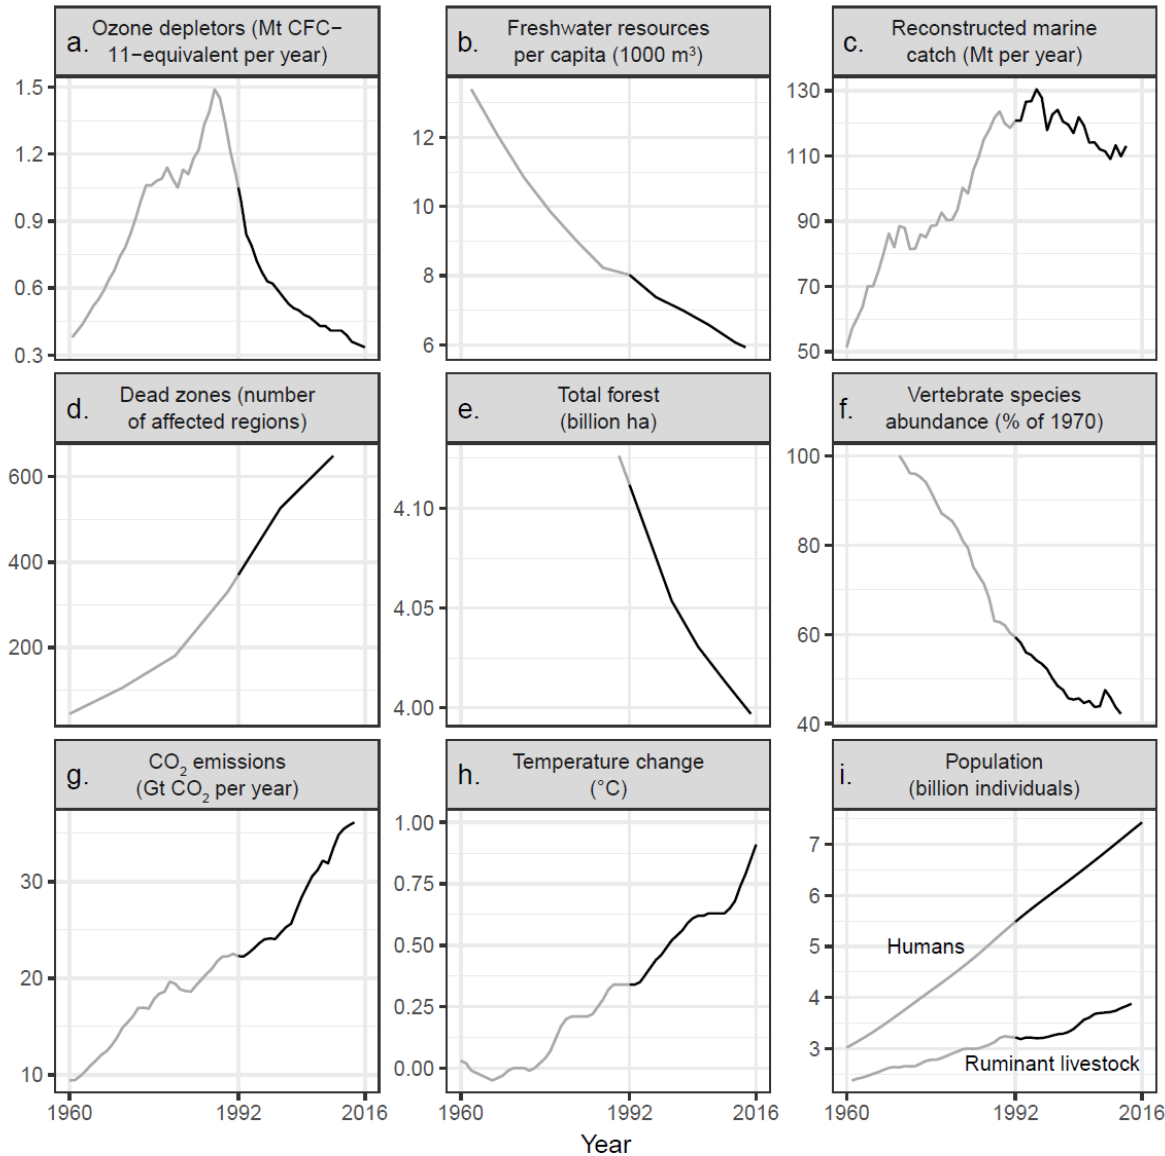 a. Ozone depletors (Mt CFC−
11−equivalent per year)
b. Freshwater resources
per capita (1000 m³)
c. Reconstructed marine
catch (Mt per year)
1.5
1.2
0.9
0.6
0.3
12
10
8
6
130
110
90
70
50
d. Dead zones (number
of affected regions)
e. Total forest
(billion ha)
f. Vertebrate species
abundance (% of 1970)
600
400
200
4.10
4.05
4.00
100
80
60
40
g. CO₂ emissions
(Gt CO₂ per year)
h. Temperature change
(°C)
i. Population
(billion individuals)
30
20
10
1.00
0.75
0.50
0.25
0.00
7
6
5
4
3
Humans
Ruminant livestock
1960 1992 2016
1960 1992 2016
1960 1992 2016
Year